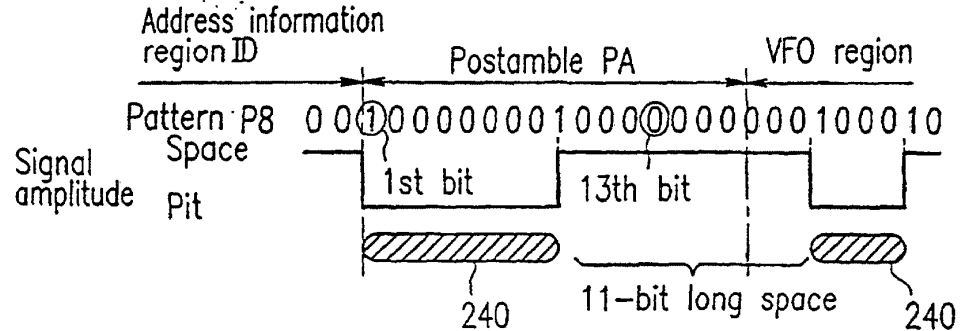 Address information
region ID
Postamble PA
VFO region
Pattern P8 0 0 1 0 0 0 0 0 0 0 1 0 0 0 0 0 0 0 0 0 0 1 0 0 0 1 0
Space
Signal
amplitude
Pit
1st bit
13th bit
240
11-bit long space
240